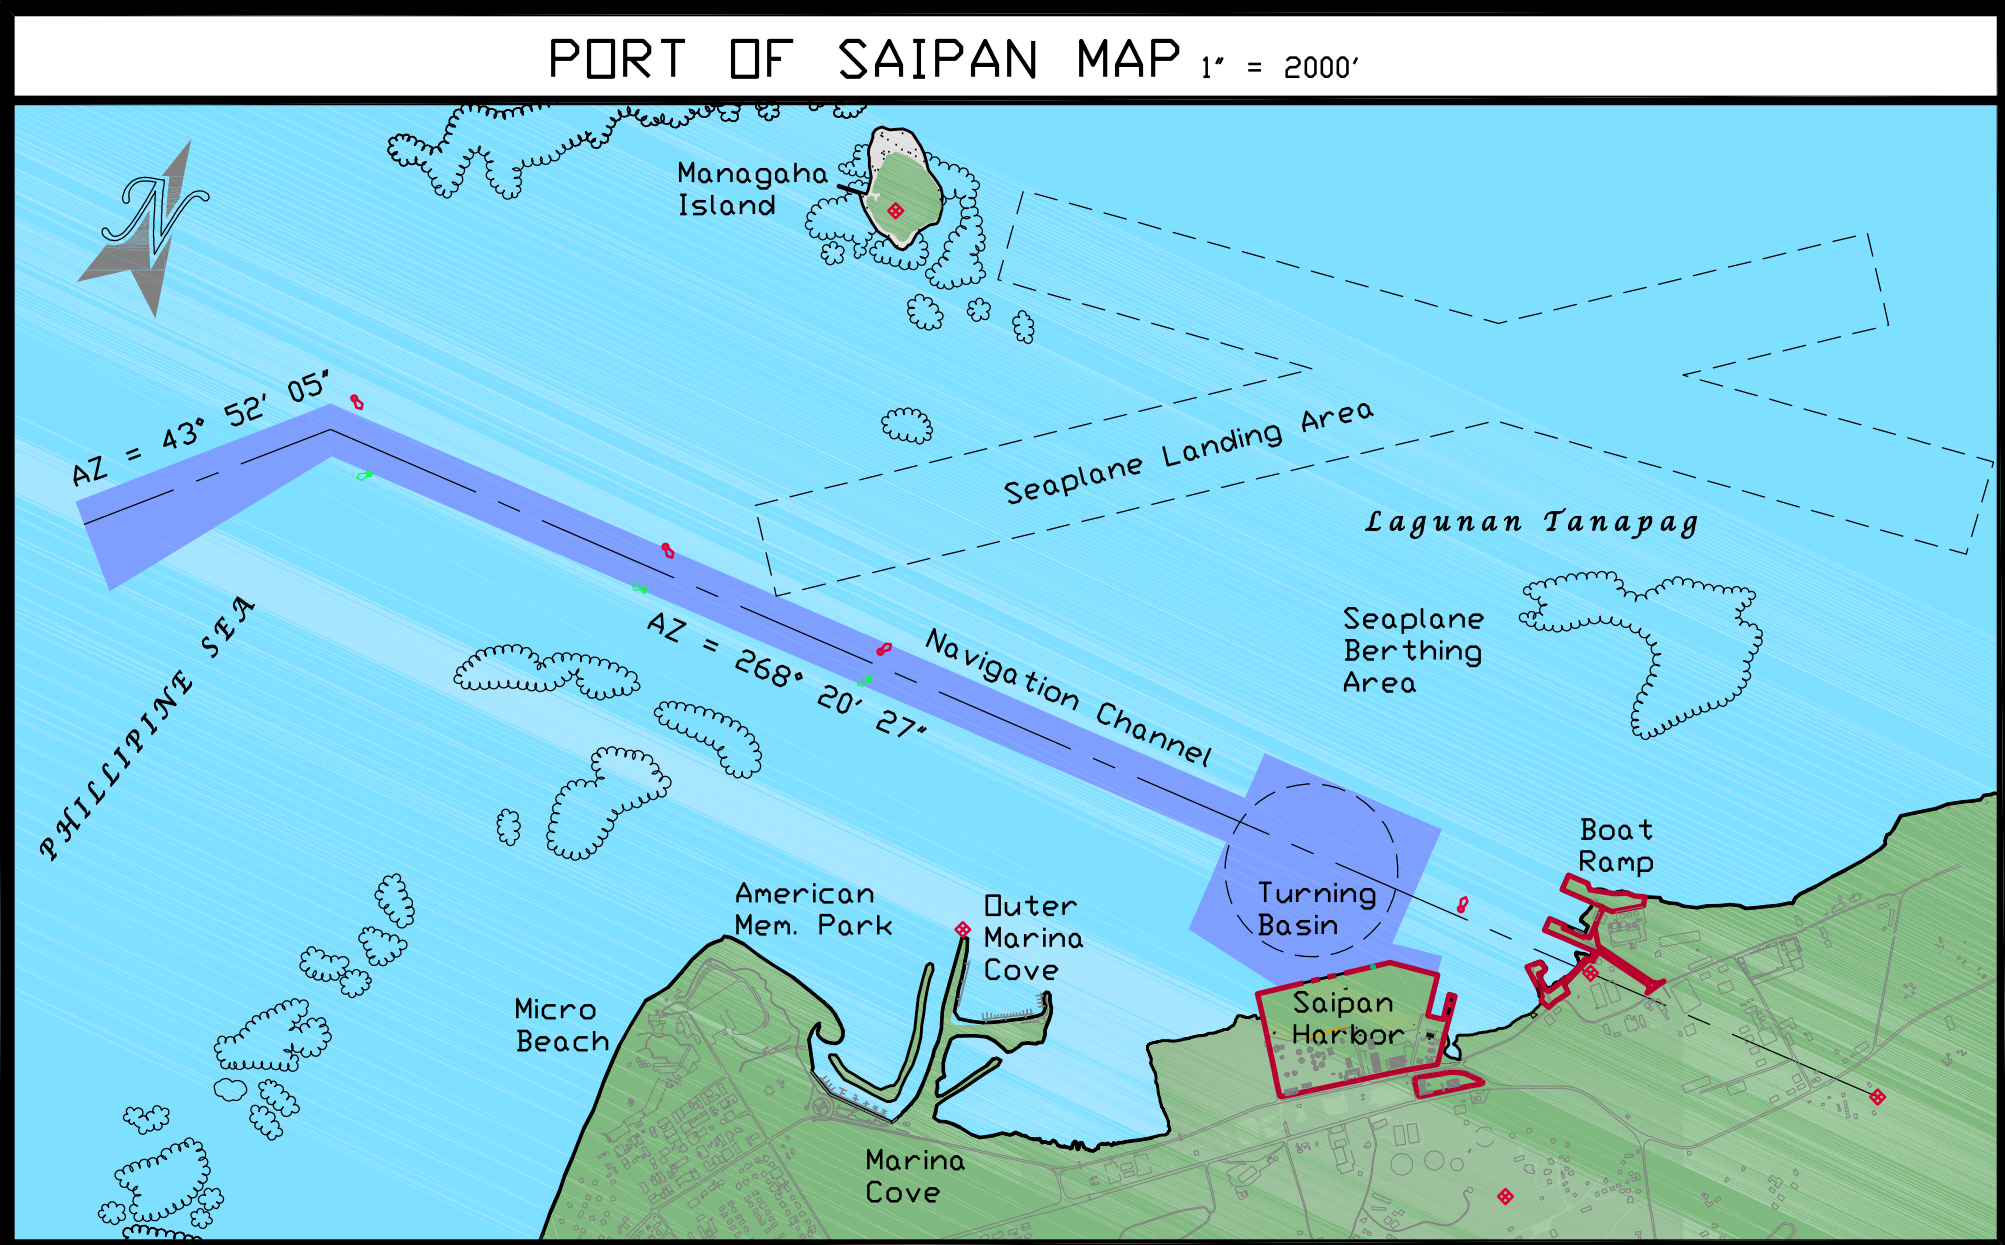 PORT OF SAIPAN MAP 1" = 2000'
N
Managaha
Island
AZ = 43° 52' 05"
Seaplane Landing Area
Lagunan Tanapag
Seaplane
Berthing
Area
PHILLIPINE SEA
AZ = 268° 20' 27"
Navigation Channel
Boat
Ramp
Turning
Basin
American
Mem. Park
Outer
Marina
Cove
Micro
Beach
Saipan
Harbor
Marina
Cove